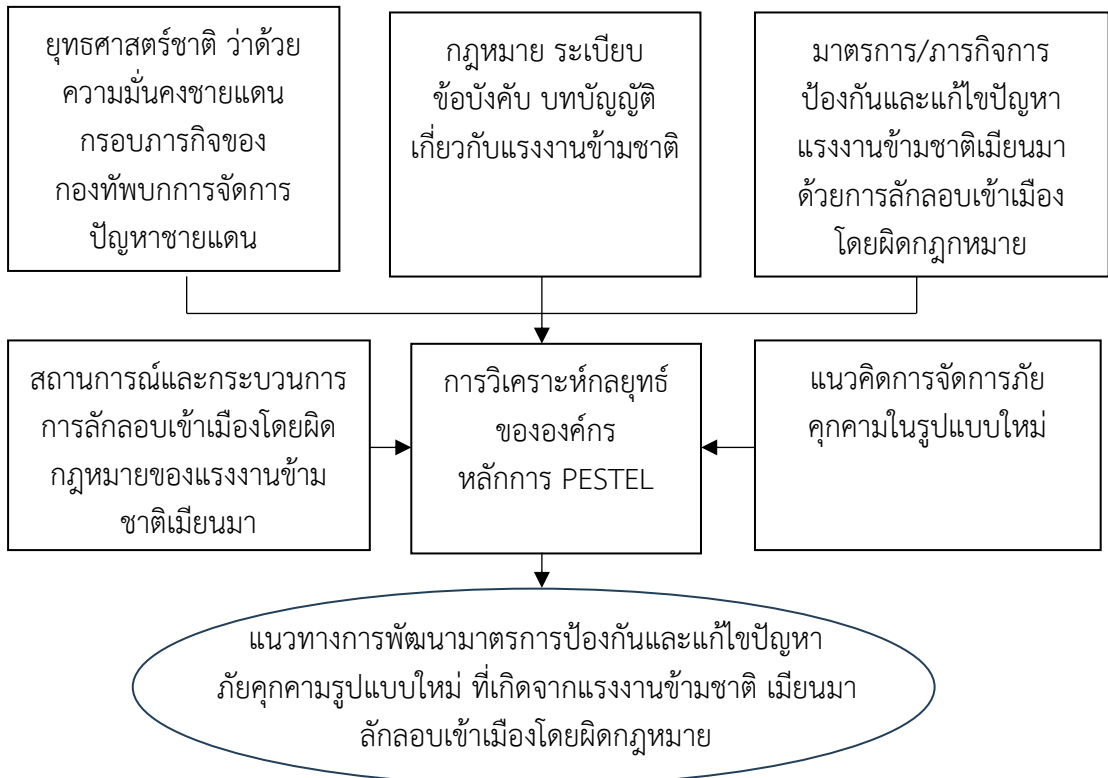 ยุทธศาสตร์ชาติ ว่าด้วย
ความมั่นคงชายแดน
กรอบภารกิจของ
กองทัพบกการจัดการ
ปัญหาชายแดน
กฎหมาย ระเบียบ
ข้อบังคับ บทบัญญัติ
เกี่ยวกับแรงงานข้ามชาติ
มาตรการ/ภารกิจการ
ป้องกันและแก้ไขปัญหา
แรงงานข้ามชาติเมียนมา
ด้วยการลักลอบเข้าเมือง
โดยผิดกฎกหมาย
สถานการณ์และกระบวนการ
การลักลอบเข้าเมืองโดยผิด
กฎหมายของแรงงานข้าม
ชาติเมียนมา
การวิเคราะห์กลยุทธ์
ขององค์กร
หลักการ PESTEL
แนวคิดการจัดการภัย
คุกคามในรูปแบบใหม่
แนวทางการพัฒนามาตรการป้องกันและแก้ไขปัญหา
ภัยคุกคามรูปแบบใหม่ ที่เกิดจากแรงงานข้ามชาติ เมียนมา
ลักลอบเข้าเมืองโดยผิดกฎหมาย